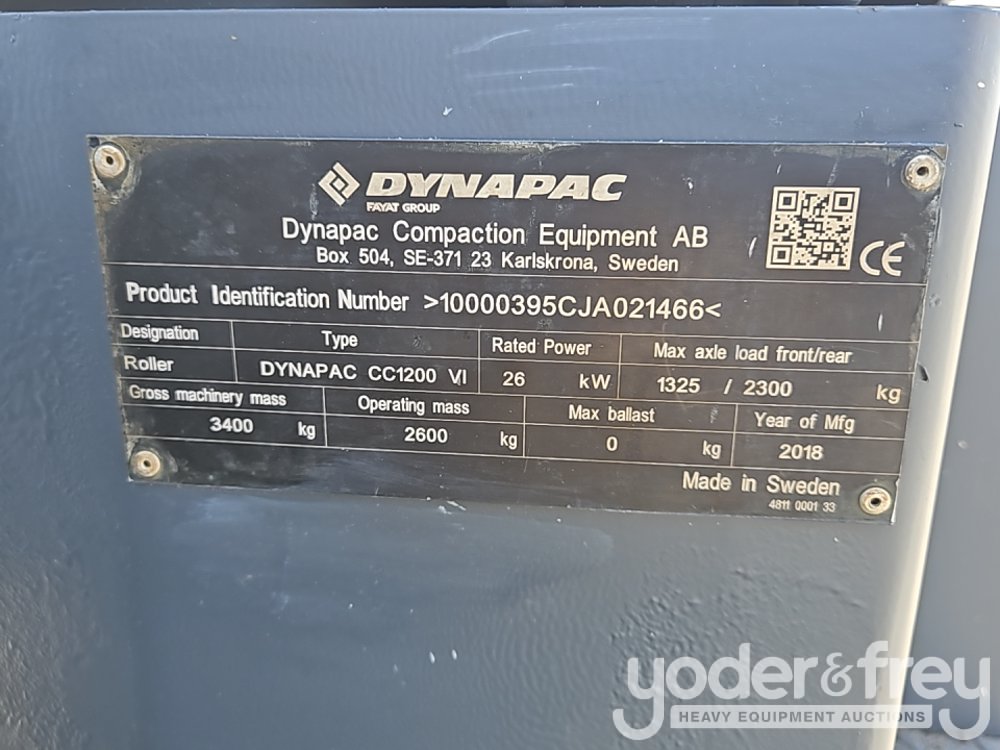 DYNAPAC
FAYAT GROUP
Dynapac Compaction Equipment AB
Box 504, SE-371 23 Karlskrona, Sweden
CE
Product Identification Number >10000395CJA021466<
Designation Type Rated Power Max axle load front/rear
Roller DYNAPAC CC1200 VI 26 kW 1325 / 2300 kg
Gross machinery mass Operating mass Max ballast Year of Mfg
3400 kg 2600 kg 0 kg 2018
Made in Sweden
4811 0001 33
yoder&frey
HEAVY EQUIPMENT AUCTIONS